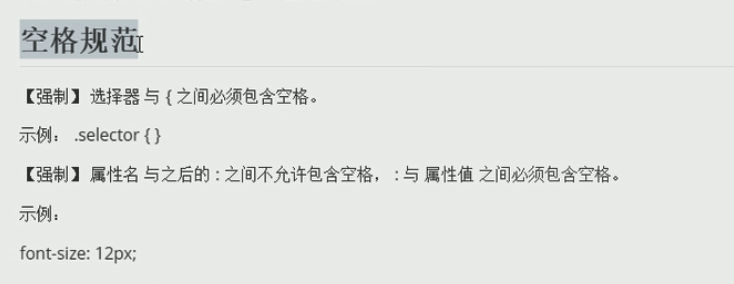 空格规范
【强制】 选择器 与 { 之间必须包含空格。
示例： .selector { }
【强制】 属性名 与之后的 : 之间不允许包含空格， : 与 属性值 之间必须包含空格。
示例：
font-size: 12px;